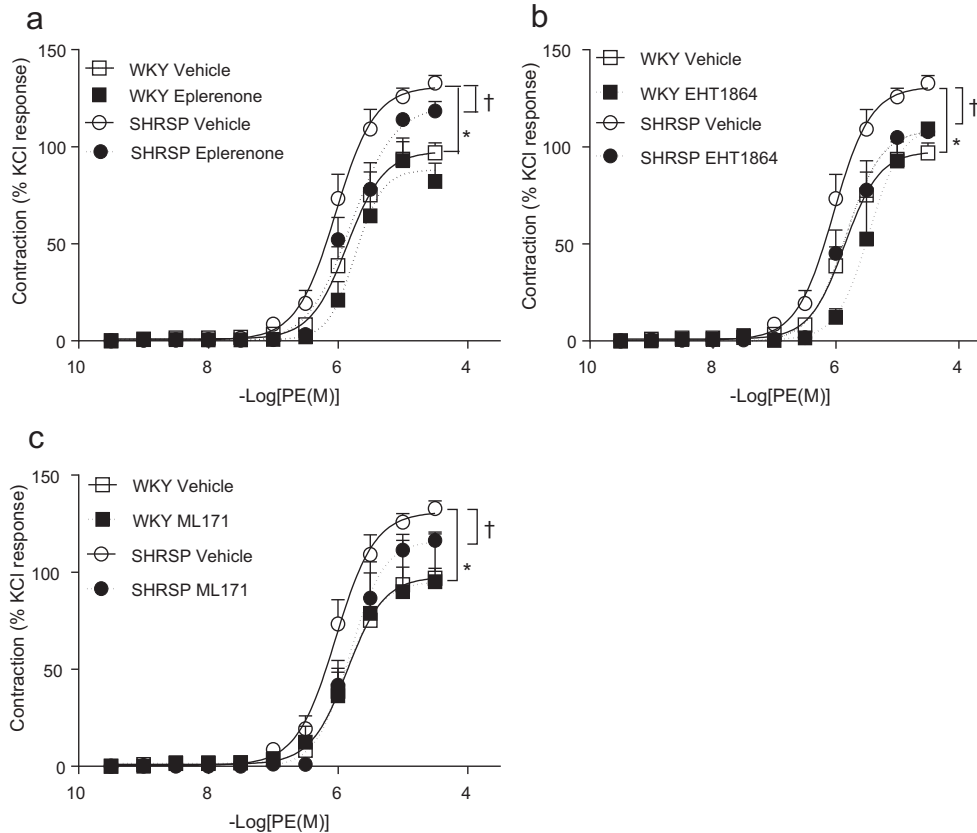 a
Contraction (% KCl response)
150
100
50
0
10
8
6
4
-Log[PE(M)]
WKY Vehicle
WKY Eplerenone
SHRSP Vehicle
SHRSP Eplerenone
†
*
b
Contraction (% KCl response)
150
100
50
0
10
8
6
4
-Log[PE(M)]
WKY Vehicle
WKY EHT1864
SHRSP Vehicle
SHRSP EHT1864
†
*
c
Contraction (% KCl response)
150
100
50
0
10
8
6
4
-Log[PE(M)]
WKY Vehicle
WKY ML171
SHRSP Vehicle
SHRSP ML171
†
*